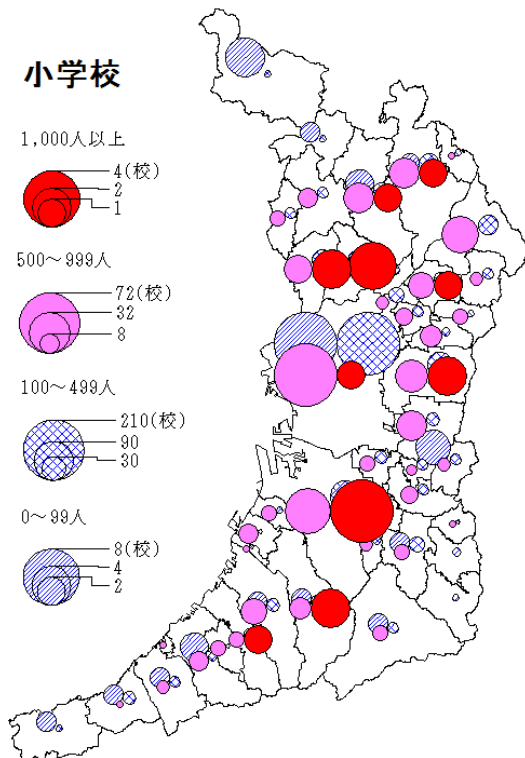 小学校
1,000人以上
4(校)
2
1
500～999人
72(校)
32
8
100～499人
210(校)
90
30
0～99人
8(校)
4
2